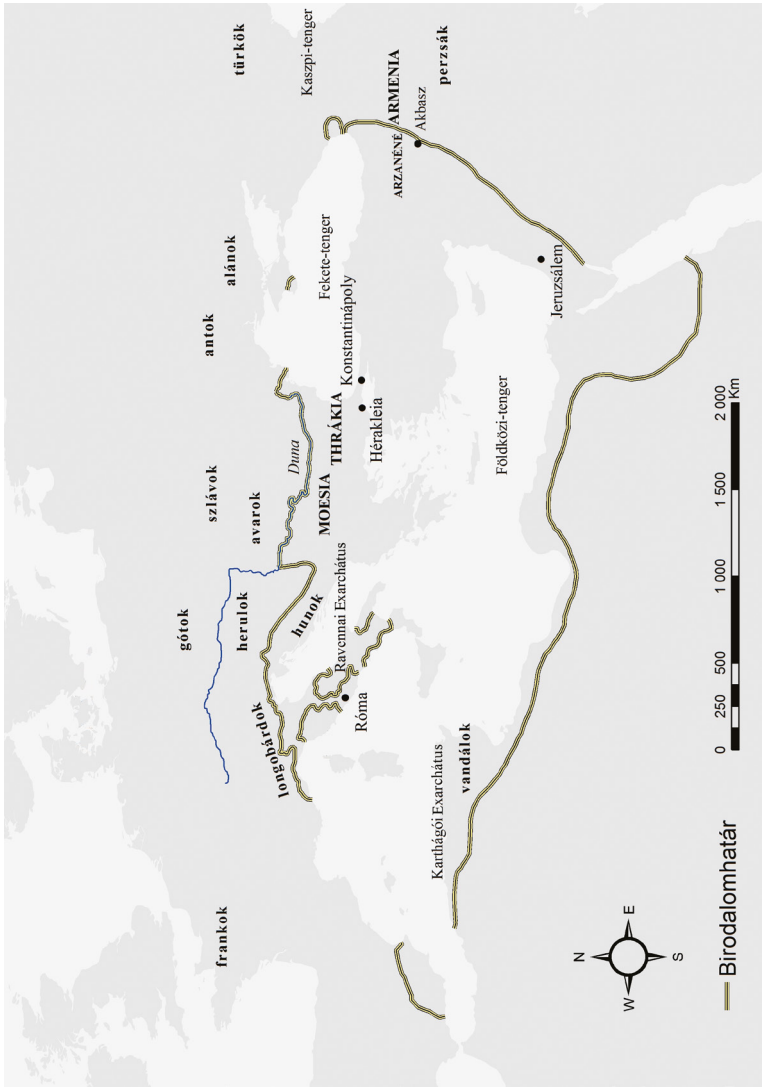 türkök
Kaszpi-tenger
perzsák
ARMENIA
Akbasz
ARZANÉNÉ
alánok
antok
Fekete-tenger
Konstantinápoly
Hérakleia
THRÁKIA
MOESIA
Duna
szlávok
avarok
gótok
herulok
hunok
longobárdok
frankok
Ravennai Exarchátus
Róma
Karthágói Exarchátus
vandálok
Földközi-tenger
Jeruzsálem
N
W
E
S
Birodalomhatár
0 250 500 1 000 1 500 2 000
Km